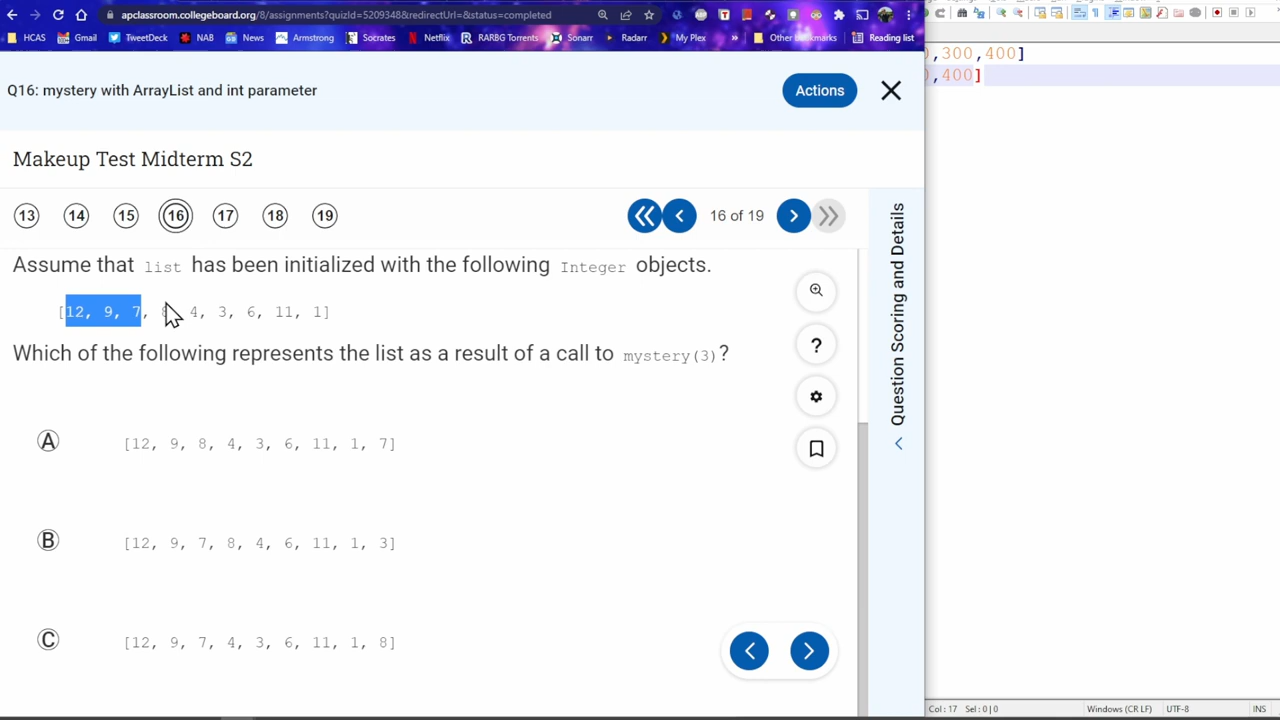 apclassroom.collegeboard.org/8/assignments?quizId=5209348&redirectUrl=&status=completed
HCAS Gmail TweetDeck NAB News Armstrong Socrates Netflix RARBG Torrents Sonarr Radarr My Plex » Other bookmarks Reading list
0,300,400]
0,400]
Q16: mystery with ArrayList and int parameter
Actions
Makeup Test Midterm S2
13 14 15 16 17 18 19
16 of 19
Assume that list has been initialized with the following Integer objects.
[12, 9, 7, 8, 4, 3, 6, 11, 1]
Which of the following represents the list as a result of a call to mystery(3)?
A [12, 9, 8, 4, 3, 6, 11, 1, 7]
B [12, 9, 7, 8, 4, 6, 11, 1, 3]
C [12, 9, 7, 4, 3, 6, 11, 1, 8]
?
Question Scoring and Details
Col : 17 Sel : 0 | 0 Windows (CR LF) UTF-8 INS